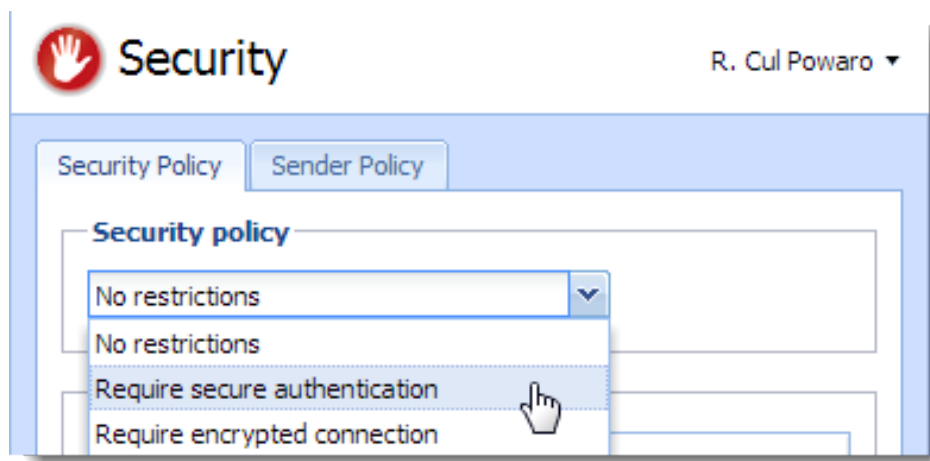 Security
R. Cul Powaro
Security Policy
Sender Policy
Security policy
No restrictions
No restrictions
Require secure authentication
Require encrypted connection